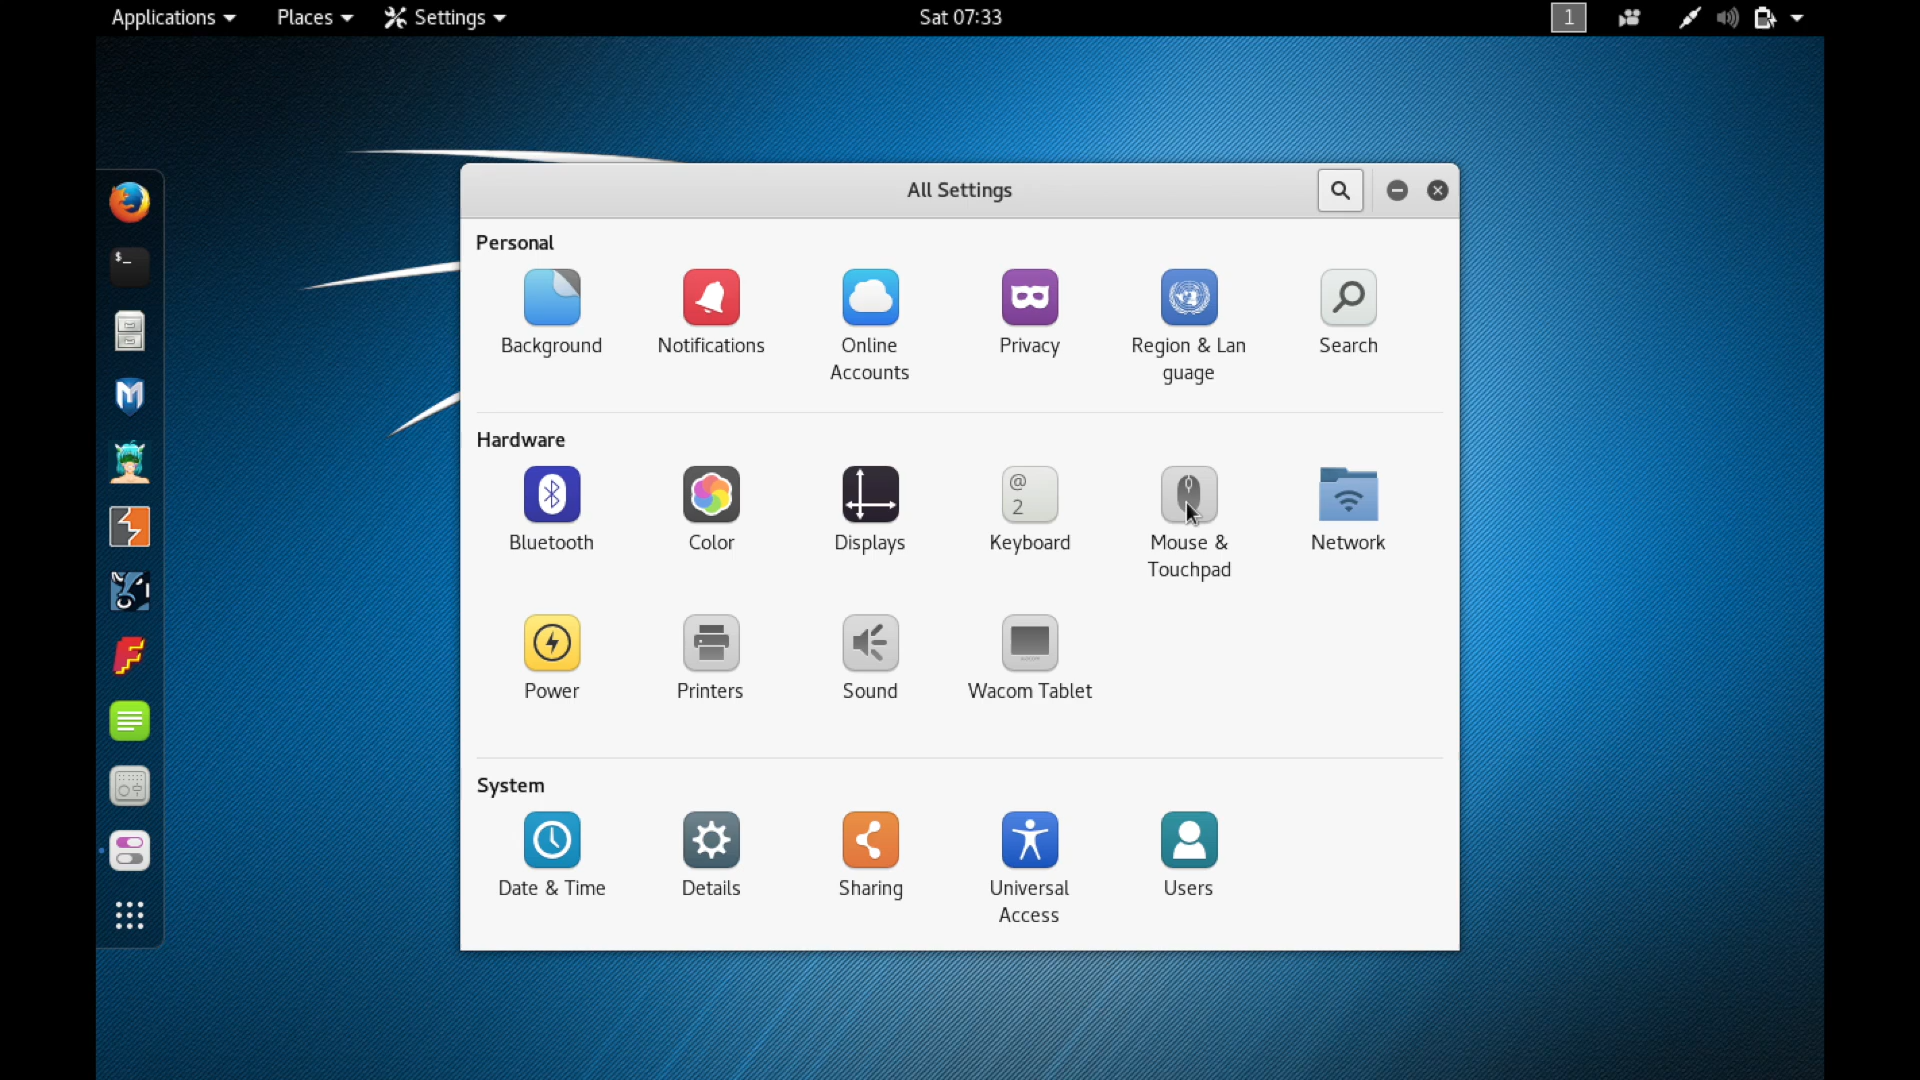 Applications Places Settings Sat 07:33 1
All Settings
Personal
Background Notifications Online Privacy Region & Lan Search
Accounts guage
Hardware
@
2
Bluetooth Color Displays Keyboard Mouse & Network
Touchpad
Power Printers Sound Wacom Tablet
System
Date & Time Details Sharing Universal Users
Access
$_